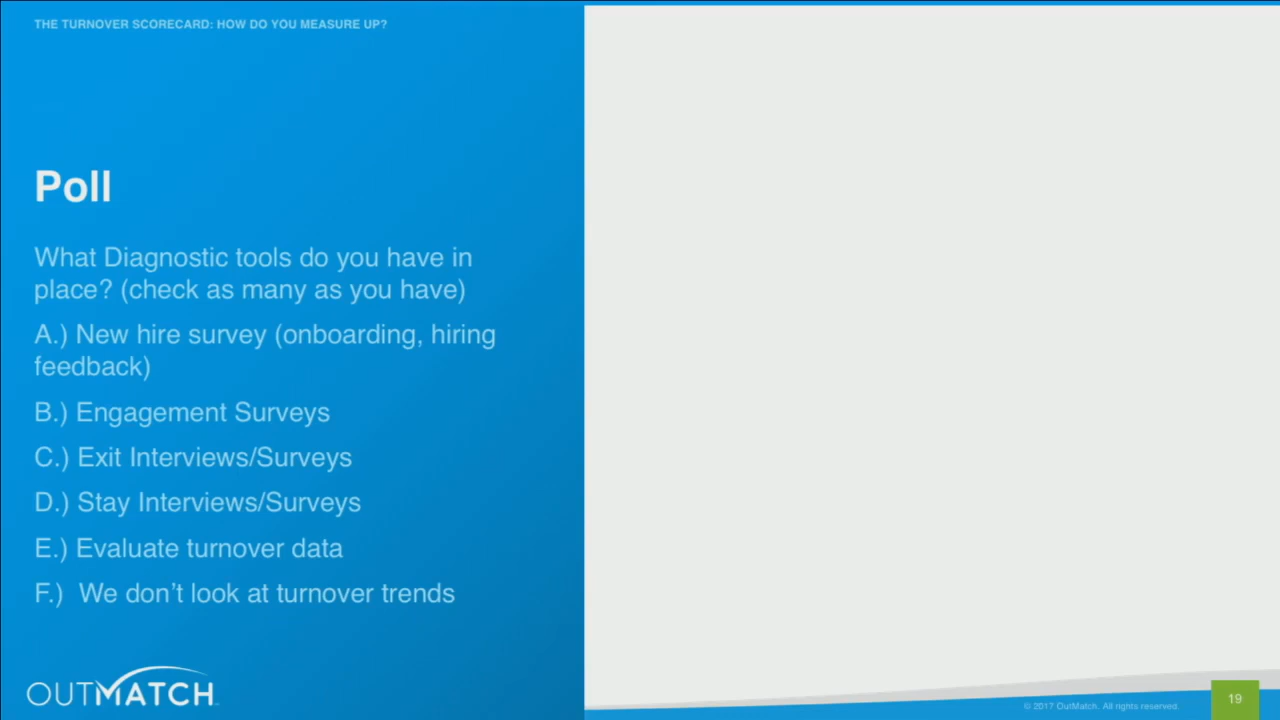 THE TURNOVER SCORECARD: HOW DO YOU MEASURE UP?
Poll
What Diagnostic tools do you have in
place? (check as many as you have)
A.) New hire survey (onboarding, hiring
feedback)
B.) Engagement Surveys
C.) Exit Interviews/Surveys
D.) Stay Interviews/Surveys
E.) Evaluate turnover data
F.)  We don’t look at turnover trends
OUTMATCH
© 2017 OutMatch. All rights reserved.
19